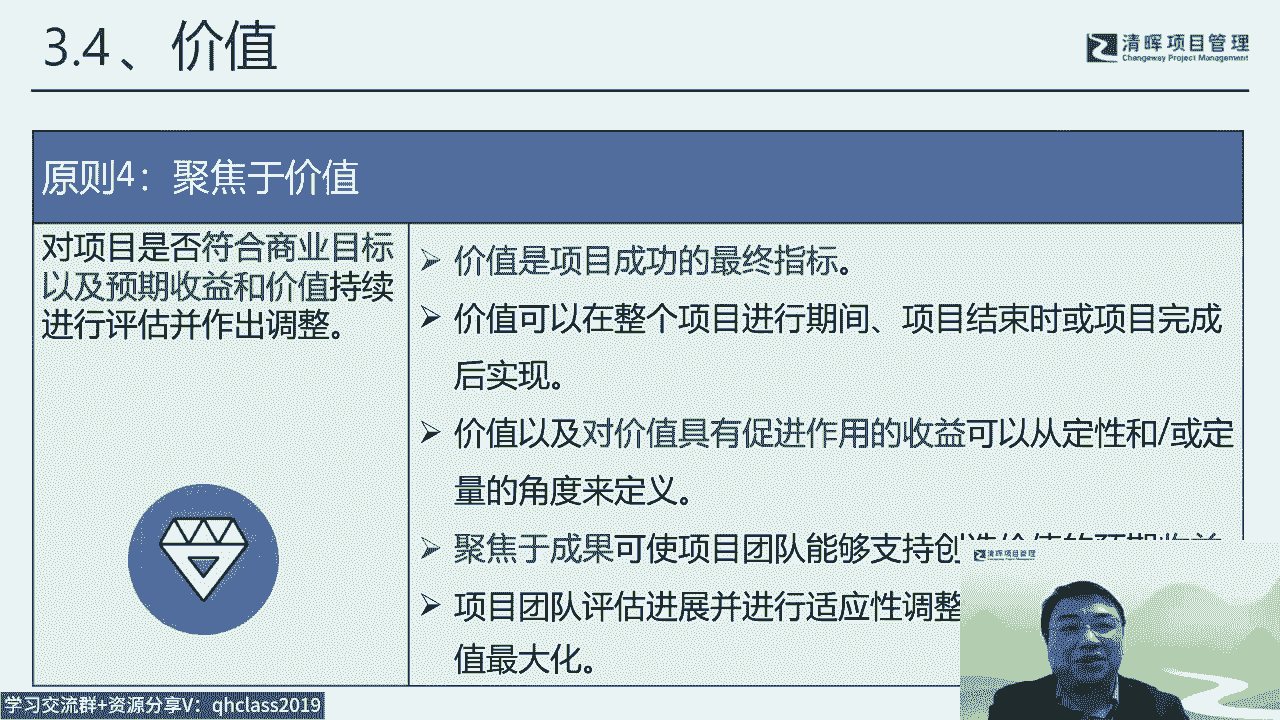 3.4、价值
清晖项目管理
Changeway Project Management
原则4：聚焦于价值
对项目是否符合商业目标
以及预期收益和价值持续
进行评估并作出调整。
➢ 价值是项目成功的最终指标。
➢ 价值可以在整个项目进行期间、项目结束时或项目完成
后实现。
➢ 价值以及对价值具有促进作用的收益可以从定性和/或定
量的角度来定义。
➢ 聚焦于成果可使项目团队能够支持创造价值的预期收益
➢ 项目团队评估进展并进行适应性调整
值最大化。
清晖项目管理
学习交流群+资源分享V：qhclass2019